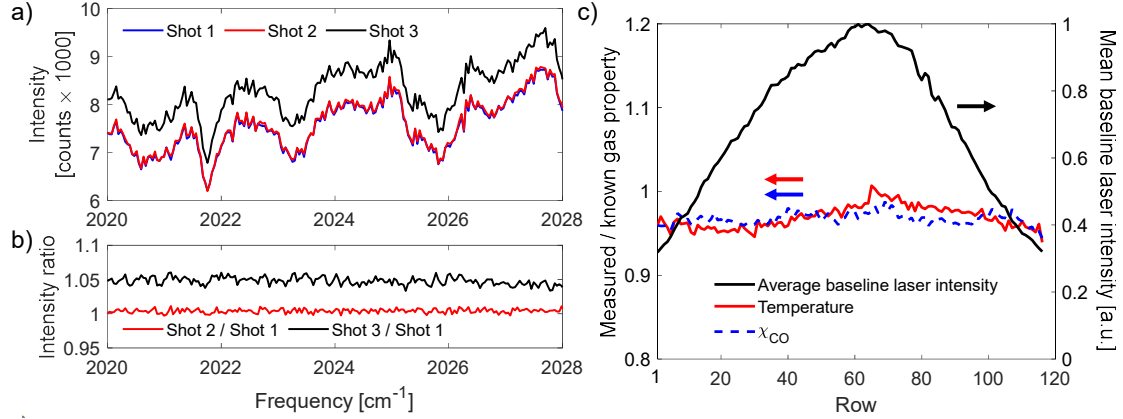 a)
Shot 1 Shot 2 Shot 3
Intensity
[counts × 1000]
10
9
8
7
6
2020 2022 2024 2026 2028
b)
Intensity ratio
1.1
1.05
1
0.95
Shot 2 / Shot 1 Shot 3 / Shot 1
2020 2022 2024 2026 2028
Frequency [cm-1]
c)
Measured / known gas property
1.2
1.1
1
0.9
0.8
Average baseline laser intensity
Temperature
χCO
1 20 40 60 80 100 120
Row
1
0.8
0.6
0.4
0.2
0
Mean baseline laser intensity [a.u.]